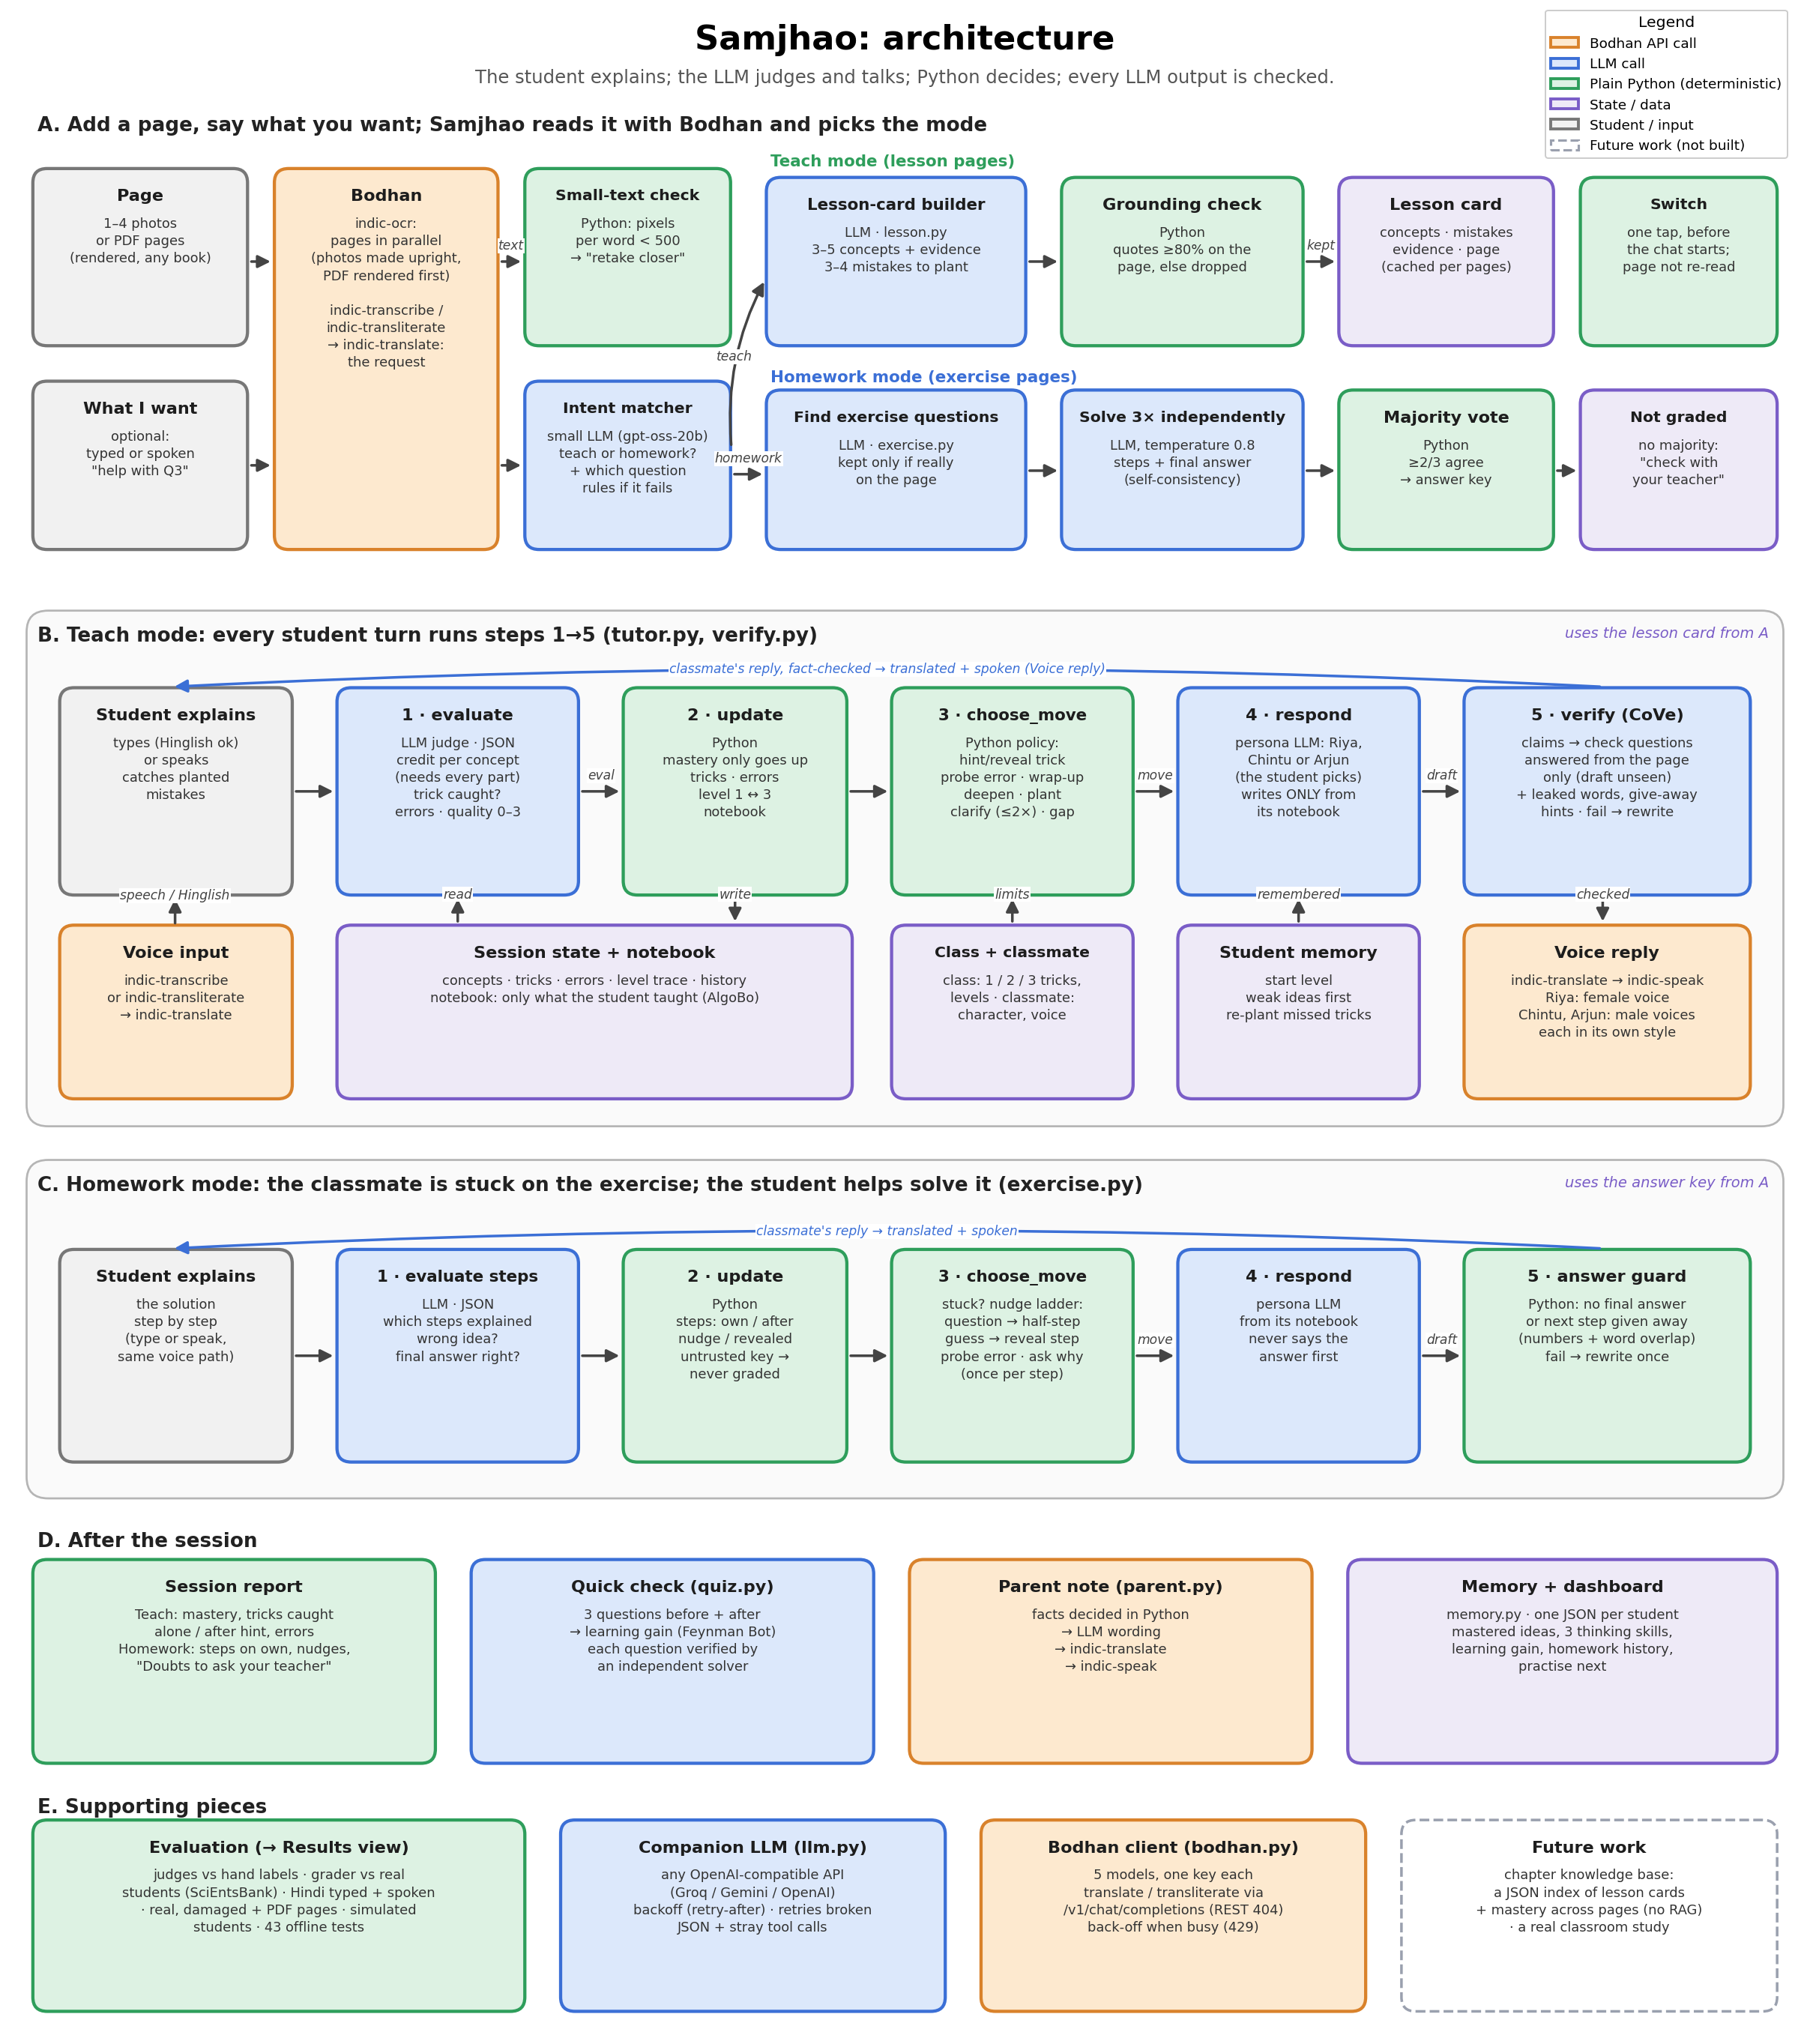 Samjhao: architecture
The student explains; the LLM judges and talks; Python decides; every LLM output is checked.
Legend
Bodhan API call
LLM call
Plain Python (deterministic)
State / data
Student / input
Future work (not built)
A. Add a page, say what you want; Samjhao reads it with Bodhan and picks the mode
Page
1–4 photos
or PDF pages
(rendered, any book)
What I want
optional:
typed or spoken
"help with Q3"
Bodhan
indic-ocr:
pages in parallel
(photos made upright,
PDF rendered first)
indic-transcribe /
indic-transliterate
→ indic-translate:
the request
text
Small-text check
Python: pixels
per word < 500
→ "retake closer"
Intent matcher
small LLM (gpt-oss-20b)
teach or homework?
+ which question
rules if it fails
teach
homework
Teach mode (lesson pages)
Lesson-card builder
LLM · lesson.py
3–5 concepts + evidence
3–4 mistakes to plant
Grounding check
Python
quotes ≥80% on the
page, else dropped
kept
Lesson card
concepts · mistakes
evidence · page
(cached per pages)
Switch
one tap, before
the chat starts;
page not re-read
Homework mode (exercise pages)
Find exercise questions
LLM · exercise.py
kept only if really
on the page
Solve 3× independently
LLM, temperature 0.8
steps + final answer
(self-consistency)
Majority vote
Python
≥2/3 agree
→ answer key
Not graded
no majority:
"check with
your teacher"
B. Teach mode: every student turn runs steps 1→5 (tutor.py, verify.py)
uses the lesson card from A
classmate's reply, fact-checked → translated + spoken (Voice reply)
Student explains
types (Hinglish ok)
or speaks
catches planted
mistakes
1 · evaluate
LLM judge · JSON
credit per concept
(needs every part)
trick caught?
errors · quality 0–3
eval
2 · update
Python
mastery only goes up
tricks · errors
level 1 ↔ 3
notebook
3 · choose_move
Python policy:
hint/reveal trick
probe error · wrap-up
deepen · plant
clarify (≤2×) · gap
move
4 · respond
persona LLM: Riya,
Chintu or Arjun
(the student picks)
writes ONLY from
its notebook
draft
5 · verify (CoVe)
claims → check questions
answered from the page
only (draft unseen)
+ leaked words, give-away
hints · fail → rewrite
speech / Hinglish
read
write
limits
remembered
checked
Voice input
indic-transcribe
or indic-transliterate
→ indic-translate
Session state + notebook
concepts · tricks · errors · level trace · history
notebook: only what the student taught (AlgoBo)
Class + classmate
class: 1 / 2 / 3 tricks,
levels · classmate:
character, voice
Student memory
start level
weak ideas first
re-plant missed tricks
Voice reply
indic-translate → indic-speak
Riya: female voice
Chintu, Arjun: male voices
each in its own style
C. Homework mode: the classmate is stuck on the exercise; the student helps solve it (exercise.py)
uses the answer key from A
classmate's reply → translated + spoken
Student explains
the solution
step by step
(type or speak,
same voice path)
1 · evaluate steps
LLM · JSON
which steps explained
wrong idea?
final answer right?
2 · update
Python
steps: own / after
nudge / revealed
untrusted key →
never graded
3 · choose_move
stuck? nudge ladder:
question → half-step
guess → reveal step
probe error · ask why
(once per step)
move
4 · respond
persona LLM
from its notebook
never says the
answer first
draft
5 · answer guard
Python: no final answer
or next step given away
(numbers + word overlap)
fail → rewrite once
D. After the session
Session report
Teach: mastery, tricks caught
alone / after hint, errors
Homework: steps on own, nudges,
"Doubts to ask your teacher"
Quick check (quiz.py)
3 questions before + after
→ learning gain (Feynman Bot)
each question verified by
an independent solver
Parent note (parent.py)
facts decided in Python
→ LLM wording
→ indic-translate
→ indic-speak
Memory + dashboard
memory.py · one JSON per student
mastered ideas, 3 thinking skills,
learning gain, homework history,
practise next
E. Supporting pieces
Evaluation (→ Results view)
judges vs hand labels · grader vs real
students (SciEntsBank) · Hindi typed + spoken
· real, damaged + PDF pages · simulated
students · 43 offline tests
Companion LLM (llm.py)
any OpenAI-compatible API
(Groq / Gemini / OpenAI)
backoff (retry-after) · retries broken
JSON + stray tool calls
Bodhan client (bodhan.py)
5 models, one key each
translate / transliterate via
/v1/chat/completions (REST 404)
back-off when busy (429)
Future work
chapter knowledge base:
a JSON index of lesson cards
+ mastery across pages (no RAG)
· a real classroom study